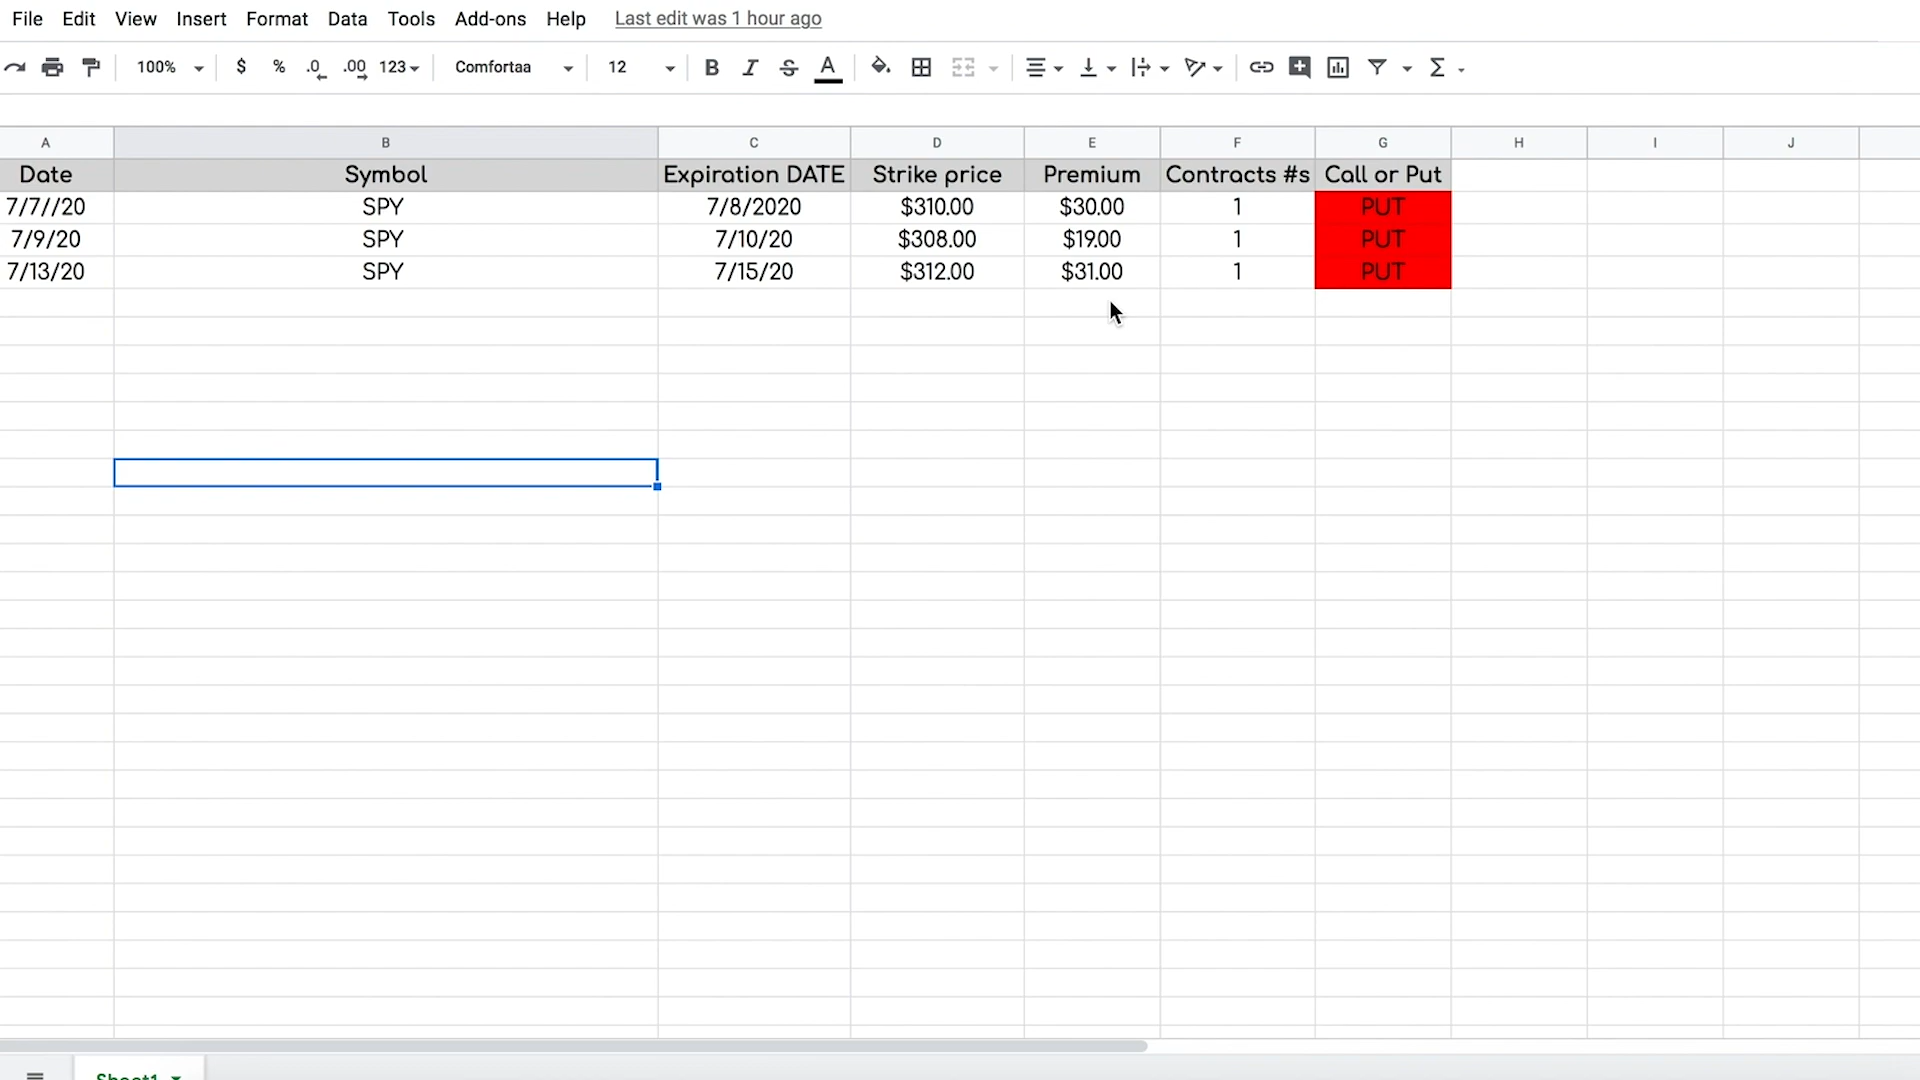 File Edit View Insert Format Data Tools Add-ons Help Last edit was 1 hour ago
100% $ % .0 .00 123 Comfortaa 12 B I S A
A B C D E F G H I J
Date Symbol Expiration DATE Strike price Premium Contracts #s Call or Put
7/7//20 SPY 7/8/2020 $310.00 $30.00 1 PUT
7/9/20 SPY 7/10/20 $308.00 $19.00 1 PUT
7/13/20 SPY 7/15/20 $312.00 $31.00 1 PUT
Sheet1